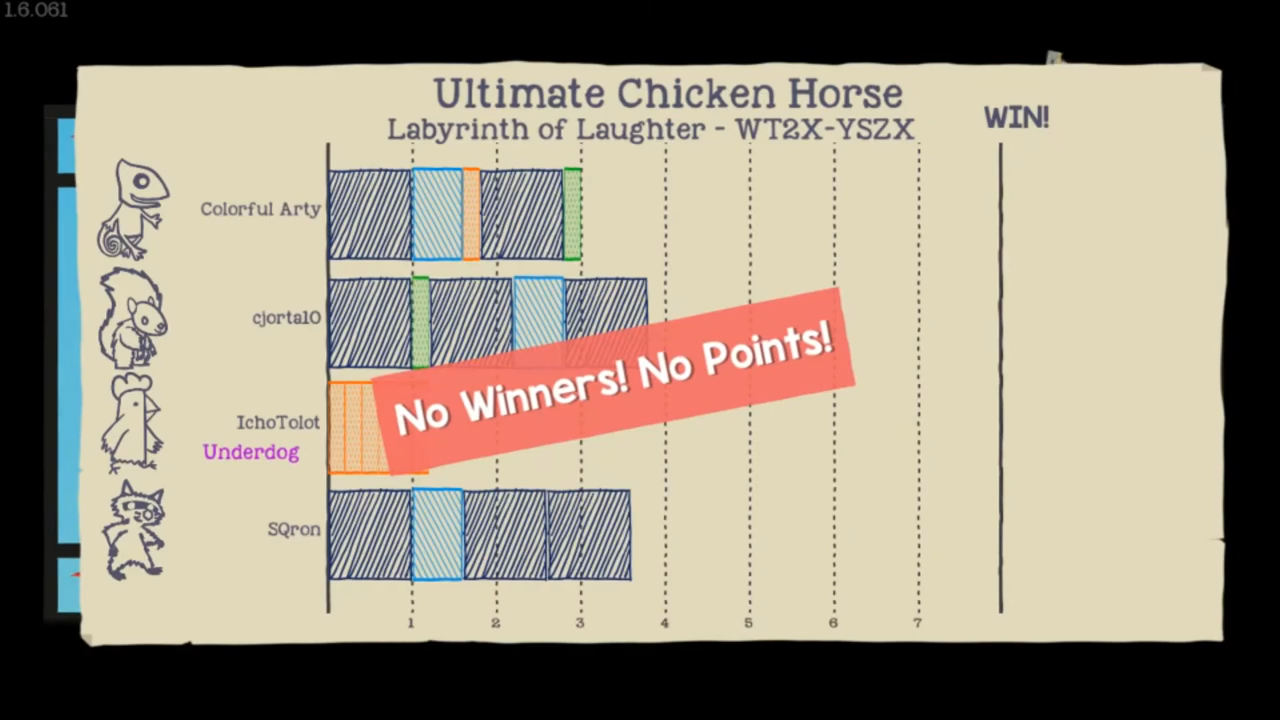 1.6.061
Ultimate Chicken Horse
Labyrinth of Laughter - WT2X-YSZX
WIN!
Colorful Arty
cjorta10
No Winners! No Points!
IchoTolot
Underdog
SQron
1 2 3 4 5 6 7